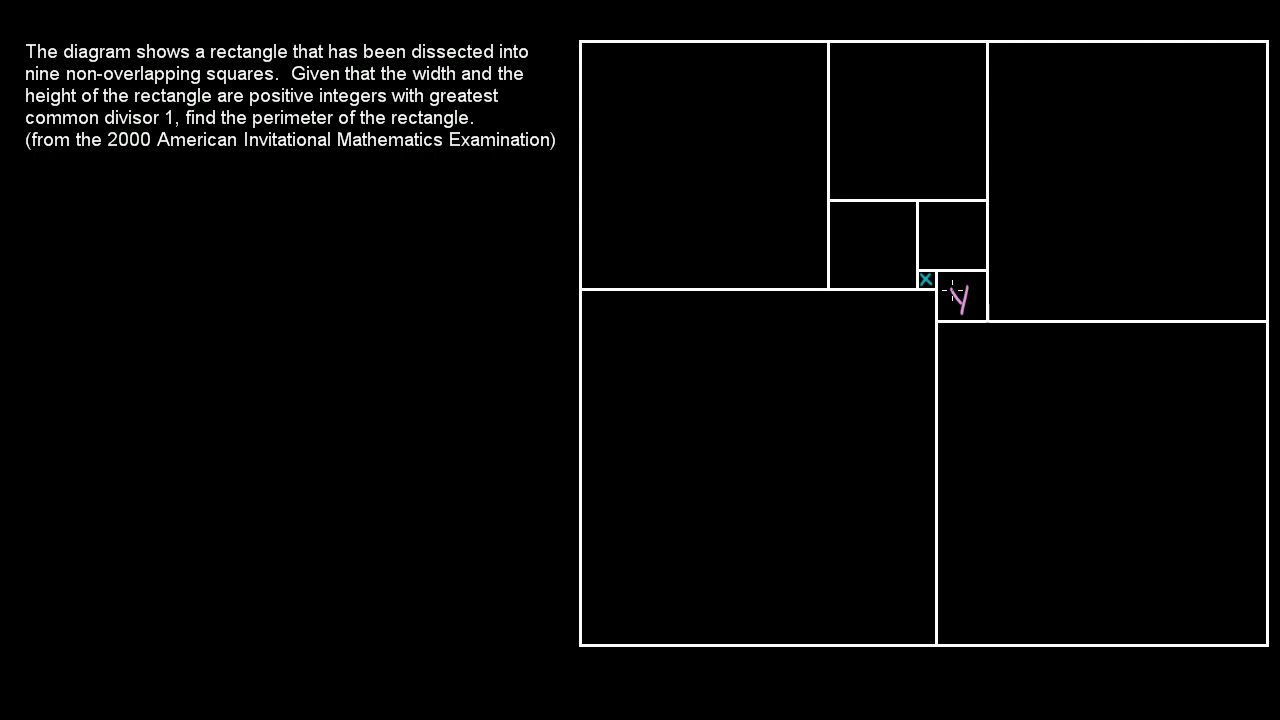 The diagram shows a rectangle that has been dissected into
nine non-overlapping squares.  Given that the width and the
height of the rectangle are positive integers with greatest
common divisor 1, find the perimeter of the rectangle.
(from the 2000 American Invitational Mathematics Examination)
x
y